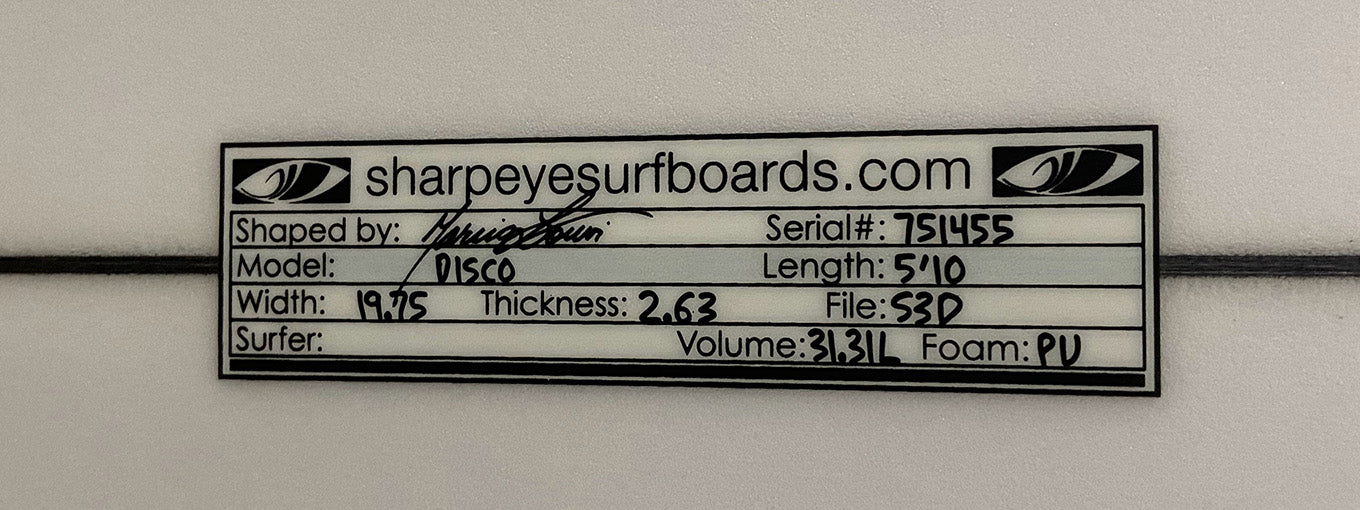 sharpeyesurfboards.com
Shaped by: Serial#: 751455
Model: DISCO Length: 5'10
Width: 19.75 Thickness: 2.63 File: S3D
Surfer: Volume: 31.31L Foam: PU